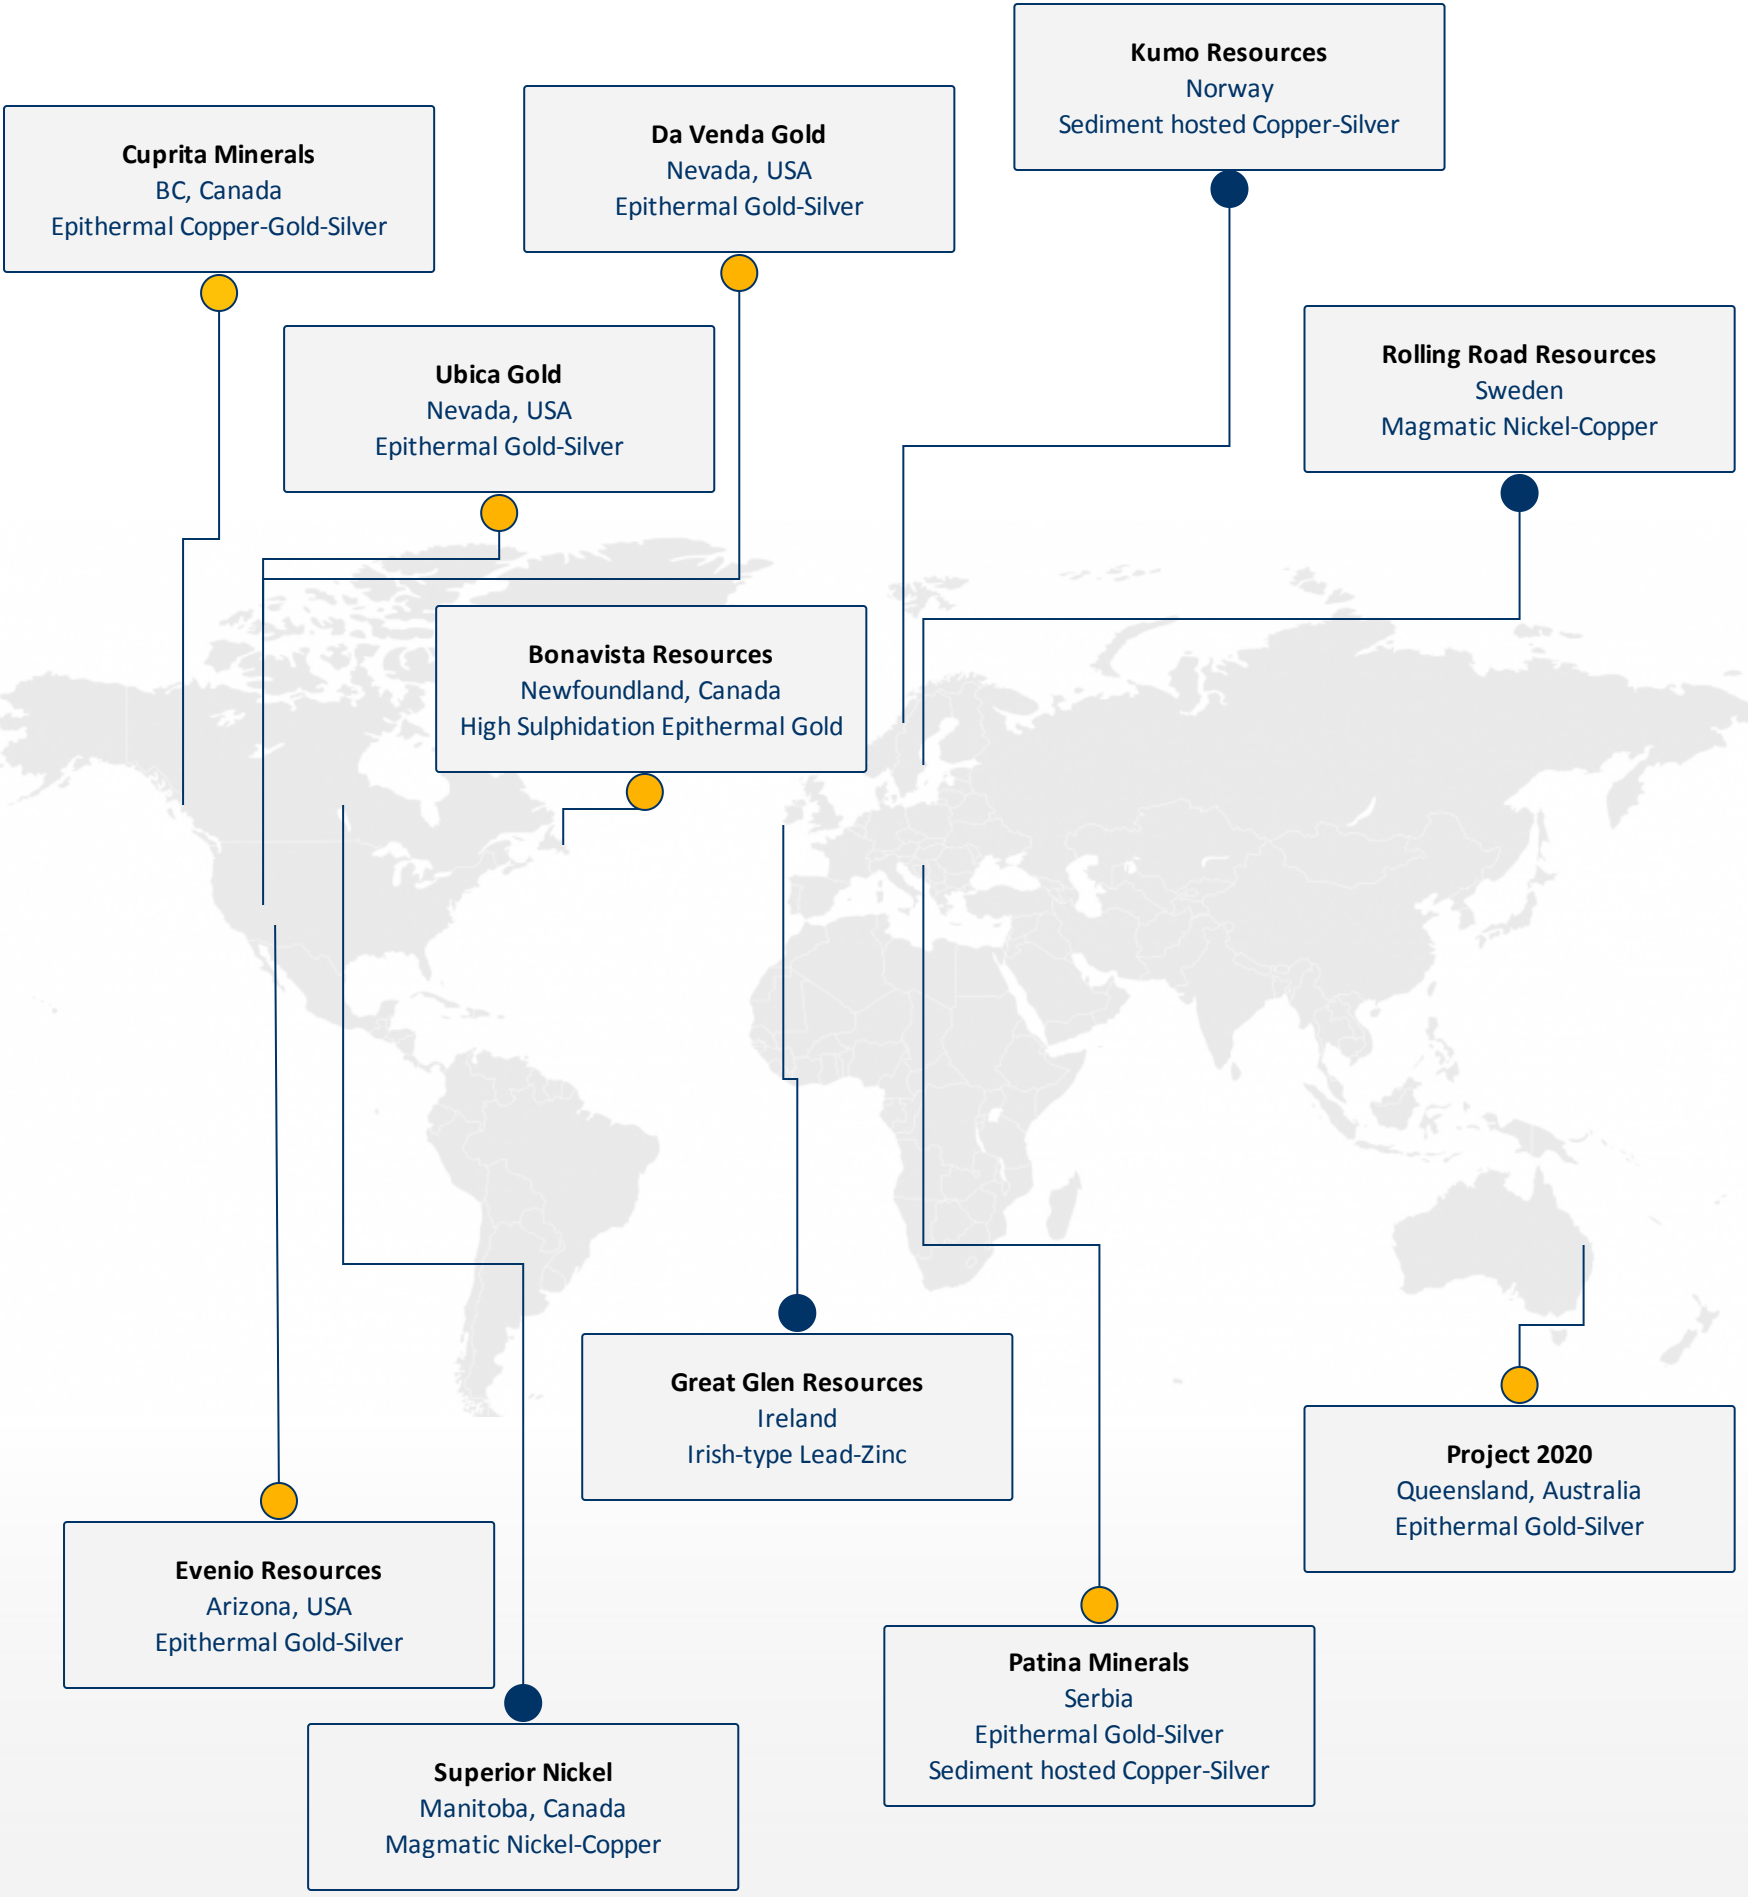 Kumo Resources
Norway
Sediment hosted Copper-Silver
Da Venda Gold
Nevada, USA
Epithermal Gold-Silver
Cuprita Minerals
BC, Canada
Epithermal Copper-Gold-Silver
Rolling Road Resources
Sweden
Magmatic Nickel-Copper
Ubica Gold
Nevada, USA
Epithermal Gold-Silver
Bonavista Resources
Newfoundland, Canada
High Sulphidation Epithermal Gold
Great Glen Resources
Ireland
Irish-type Lead-Zinc
Project 2020
Queensland, Australia
Epithermal Gold-Silver
Evenio Resources
Arizona, USA
Epithermal Gold-Silver
Patina Minerals
Serbia
Epithermal Gold-Silver
Sediment hosted Copper-Silver
Superior Nickel
Manitoba, Canada
Magmatic Nickel-Copper